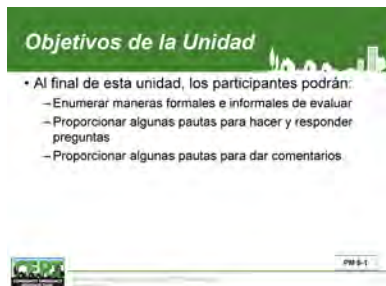 Objetivos de la Unidad
• Al final de esta unidad, los participantes podrán:
–Enumerar maneras formales e informales de evaluar
–Proporcionar algunas pautas para hacer y responder
preguntas
–Proporcionar algunas pautas para dar comentarios
PM 6-1
CERT